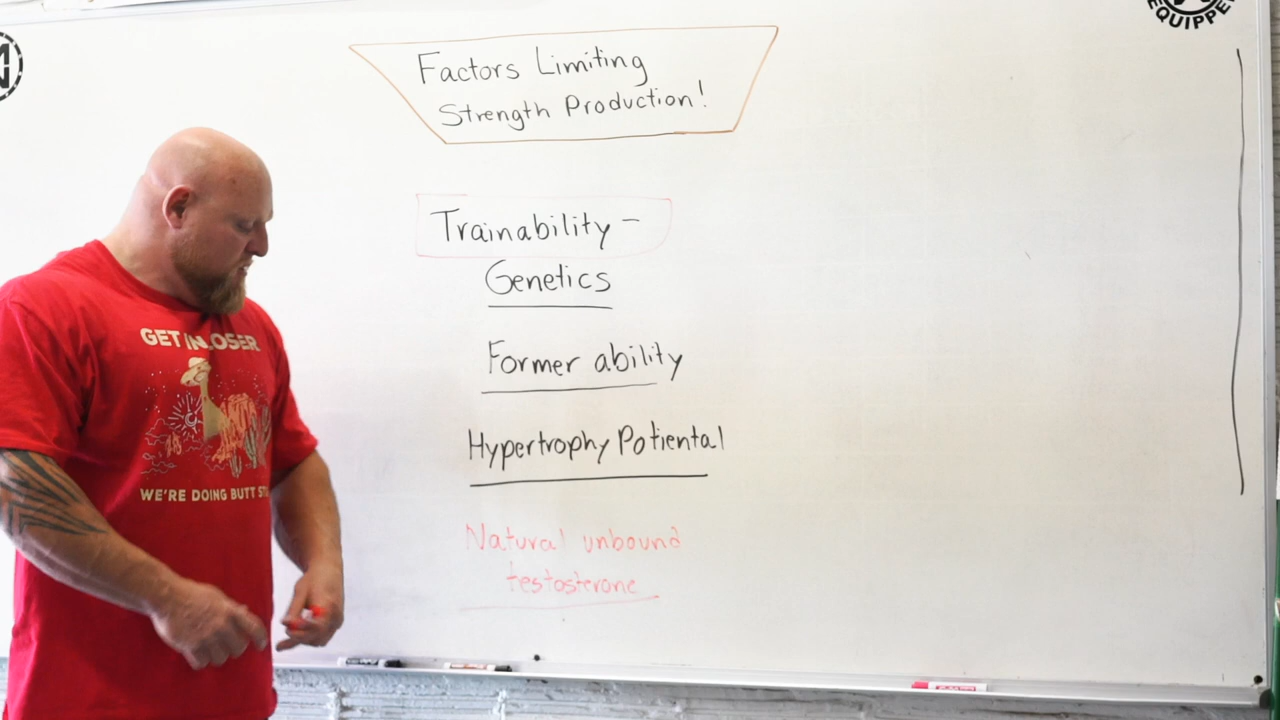 EQUIPPE
Factors Limiting
Strength Production!
Trainability -
Genetics
Former ability
Hypertrophy Potiental
Natural unbound
testosterone
GET IN LOSER
WE'RE DOING BUTT